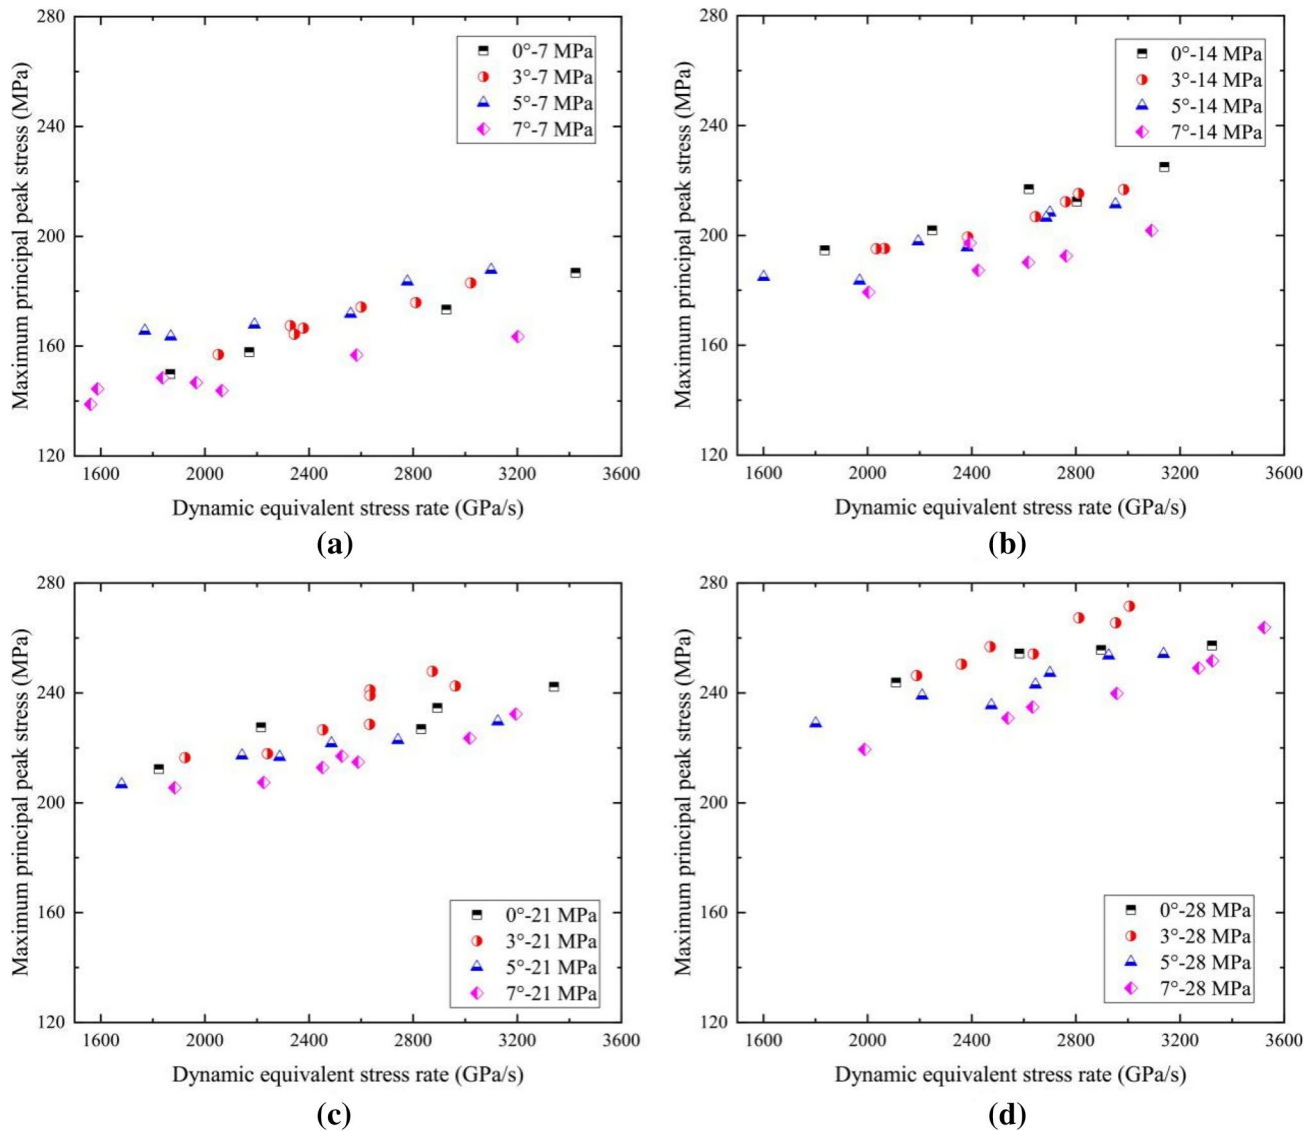 280
240
200
160
120
Maximum principal peak stress (MPa)
0°-7 MPa
3°-7 MPa
5°-7 MPa
7°-7 MPa
1600 2000 2400 2800 3200 3600
Dynamic equivalent stress rate (GPa/s)
(a)
280
240
200
160
120
Maximum principal peak stress (MPa)
0°-14 MPa
3°-14 MPa
5°-14 MPa
7°-14 MPa
1600 2000 2400 2800 3200 3600
Dynamic equivalent stress rate (GPa/s)
(b)
280
240
200
160
120
Maximum principal peak stress (MPa)
0°-21 MPa
3°-21 MPa
5°-21 MPa
7°-21 MPa
1600 2000 2400 2800 3200 3600
Dynamic equivalent stress rate (GPa/s)
(c)
280
240
200
160
120
Maximum principal peak stress (MPa)
0°-28 MPa
3°-28 MPa
5°-28 MPa
7°-28 MPa
1600 2000 2400 2800 3200 3600
Dynamic equivalent stress rate (GPa/s)
(d)